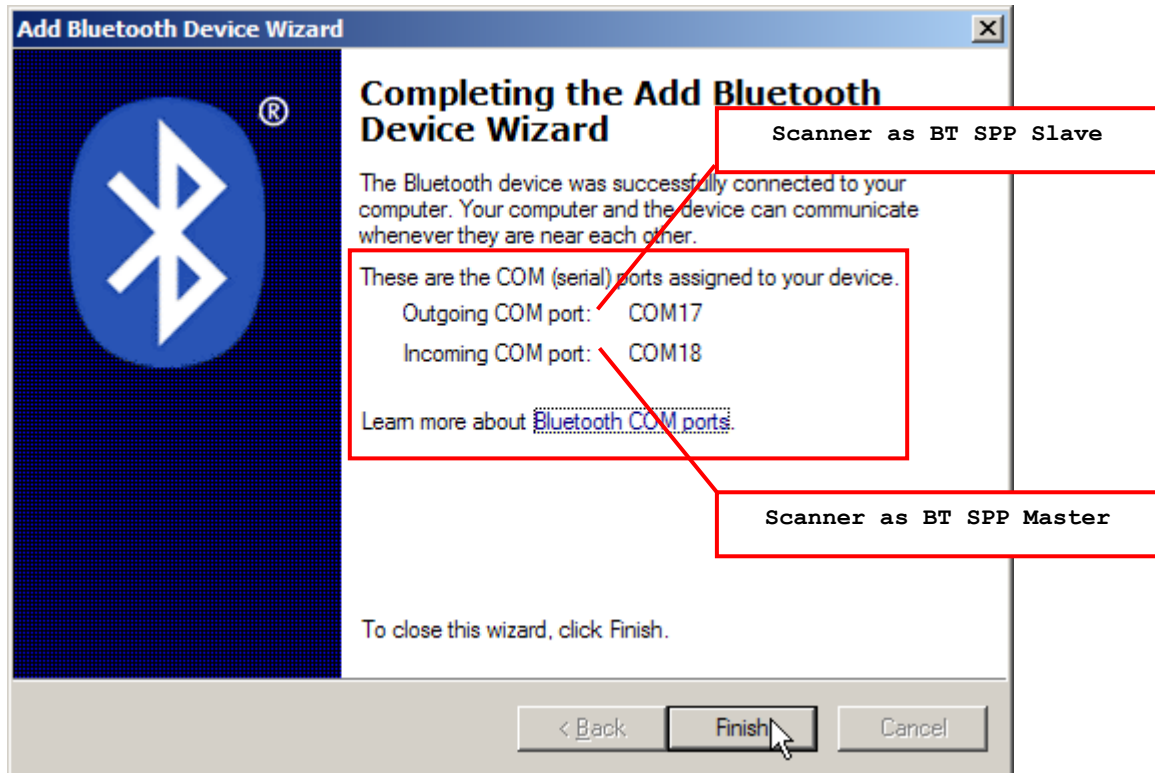 Add Bluetooth Device Wizard
®
Completing the Add Bluetooth
Device Wizard
Scanner as BT SPP Slave
The Bluetooth device was successfully connected to your
computer. Your computer and the device can communicate
whenever they are near each other.
These are the COM (serial) ports assigned to your device.
Outgoing COM port: COM17
Incoming COM port: COM18
Learn more about Bluetooth COM ports.
Scanner as BT SPP Master
To close this wizard, click Finish.
< Back Finish Cancel